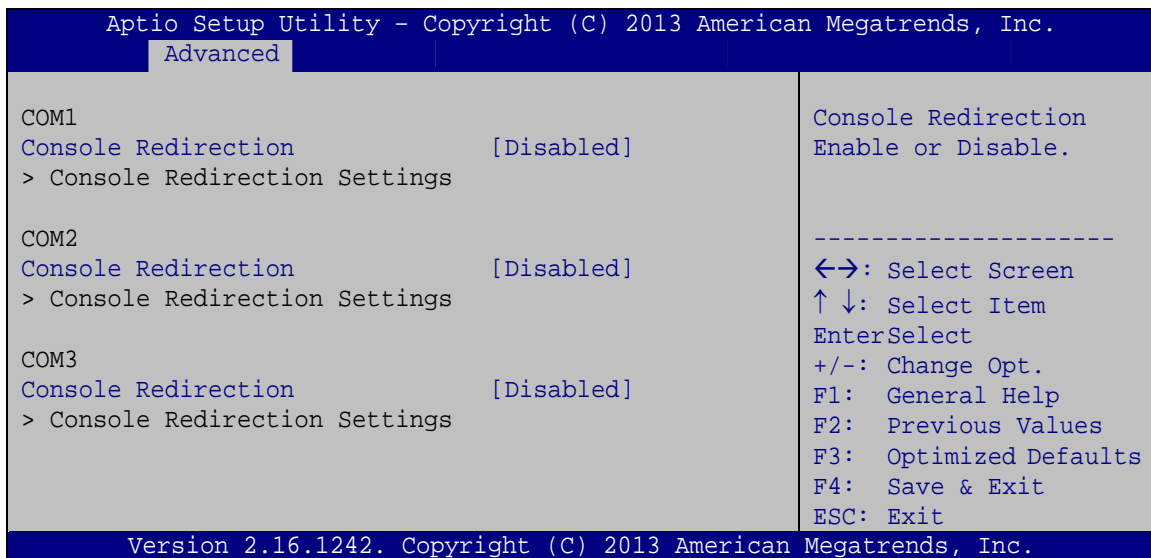 Aptio Setup Utility – Copyright (C) 2013 American Megatrends, Inc.
Advanced
COM1
Console Redirection [Disabled]
> Console Redirection Settings
COM2
Console Redirection [Disabled]
> Console Redirection Settings
COM3
Console Redirection [Disabled]
> Console Redirection Settings
Console Redirection
Enable or Disable.
---------------------
←→: Select Screen
↑ ↓: Select Item
EnterSelect
+/-: Change Opt.
F1: General Help
F2: Previous Values
F3: Optimized Defaults
F4: Save & Exit
ESC: Exit
Version 2.16.1242. Copyright (C) 2013 American Megatrends, Inc.